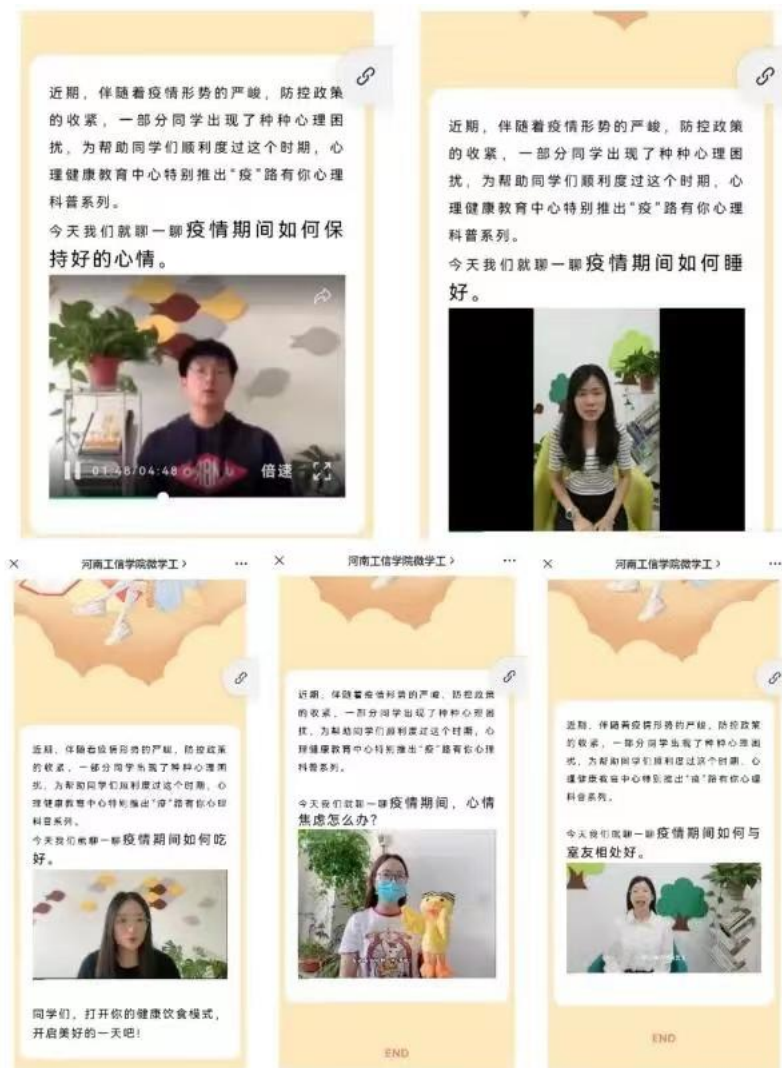 近期，伴随着疫情形势的严峻，防控政策
的收紧，一部分同学出现了种种心理困
扰，为帮助同学们顺利度过这个时期，心
理健康教育中心特别推出“疫”路有你心理
科普系列。
今天我们就聊一聊疫情期间如何保
持好的心情。
01:48/04:48
倍速
近期，伴随着疫情形势的严峻，防控政策
的收紧，一部分同学出现了种种心理困
扰，为帮助同学们顺利度过这个时期，心
理健康教育中心特别推出“疫”路有你心理
科普系列。
今天我们就聊一聊疫情期间如何睡
好。
河南工信学院微学工
近期，伴随着疫情形势的严峻，防控政策
的收紧，一部分同学出现了种种心理困
扰，为帮助同学们顺利度过这个时期，心
理健康教育中心特别推出“疫”路有你心理
科普系列。
今天我们就聊一聊疫情期间如何吃
好。
同学们，打开你的健康饮食模式，
开启美好的一天吧！
河南工信学院微学工
近期，伴随着疫情形势的严峻，防控政策
的收紧，一部分同学出现了种种心理困
扰，为帮助同学们顺利度过这个时期，心
理健康教育中心特别推出“疫”路有你心理
科普系列。
今天我们就聊一聊疫情期间，心情
焦虑怎么办？
END
河南工信学院微学工
近期，伴随着疫情形势的严峻，防控政策
的收紧，一部分同学出现了种种心理困
扰，为帮助同学们顺利度过这个时期，心
理健康教育中心特别推出“疫”路有你心理
科普系列。
今天我们就聊一聊疫情期间如何与
室友相处好。
END